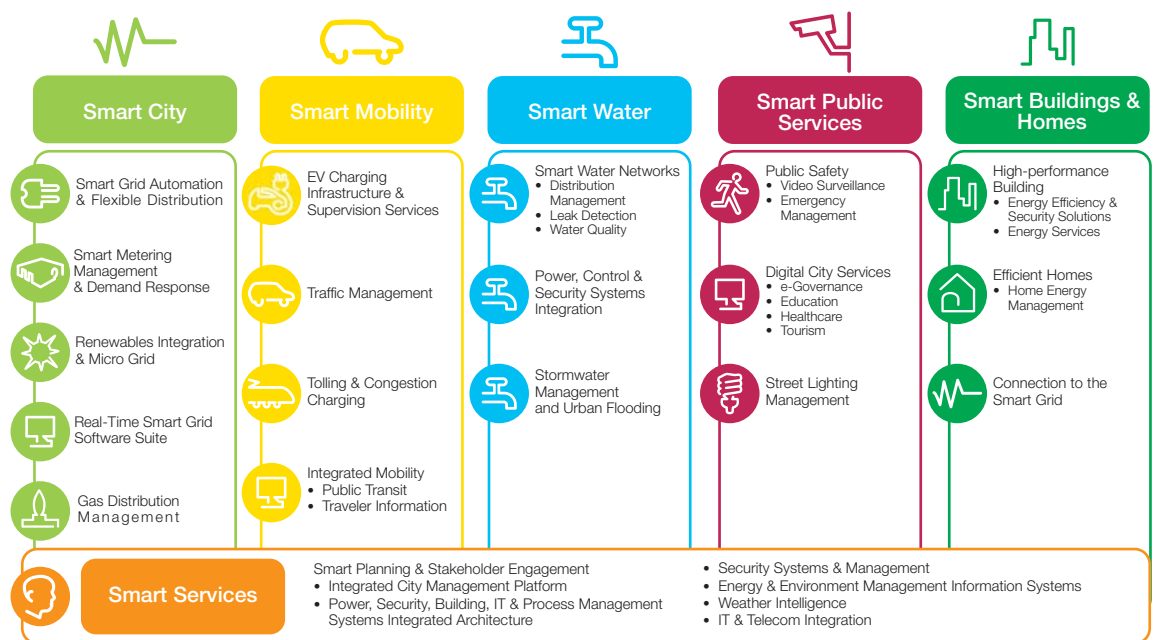 Smart City
Smart Grid Automation
& Flexible Distribution
Smart Metering
Management
& Demand Response
Renewables Integration
& Micro Grid
Real-Time Smart Grid
Software Suite
Gas Distribution
Management
Smart Mobility
EV Charging
Infrastructure &
Supervision Services
Traffic Management
Tolling & Congestion
Charging
Integrated Mobility
• Public Transit
• Traveler Information
Smart Water
Smart Water Networks
• Distribution
Management
• Leak Detection
• Water Quality
Power, Control &
Security Systems
Integration
Stormwater
Management
and Urban Flooding
Smart Public
Services
Public Safety
• Video Surveillance
• Emergency
Management
Digital City Services
• e-Governance
• Education
• Healthcare
• Tourism
Street Lighting
Management
Smart Buildings &
Homes
High-performance
Building
• Energy Efficiency &
Security Solutions
• Energy Services
Efficient Homes
• Home Energy
Management
Connection to the
Smart Grid
Smart Services
Smart Planning & Stakeholder Engagement
• Integrated City Management Platform
• Power, Security, Building, IT & Process Management
Systems Integrated Architecture
• Security Systems & Management
• Energy & Environment Management Information Systems
• Weather Intelligence
• IT & Telecom Integration